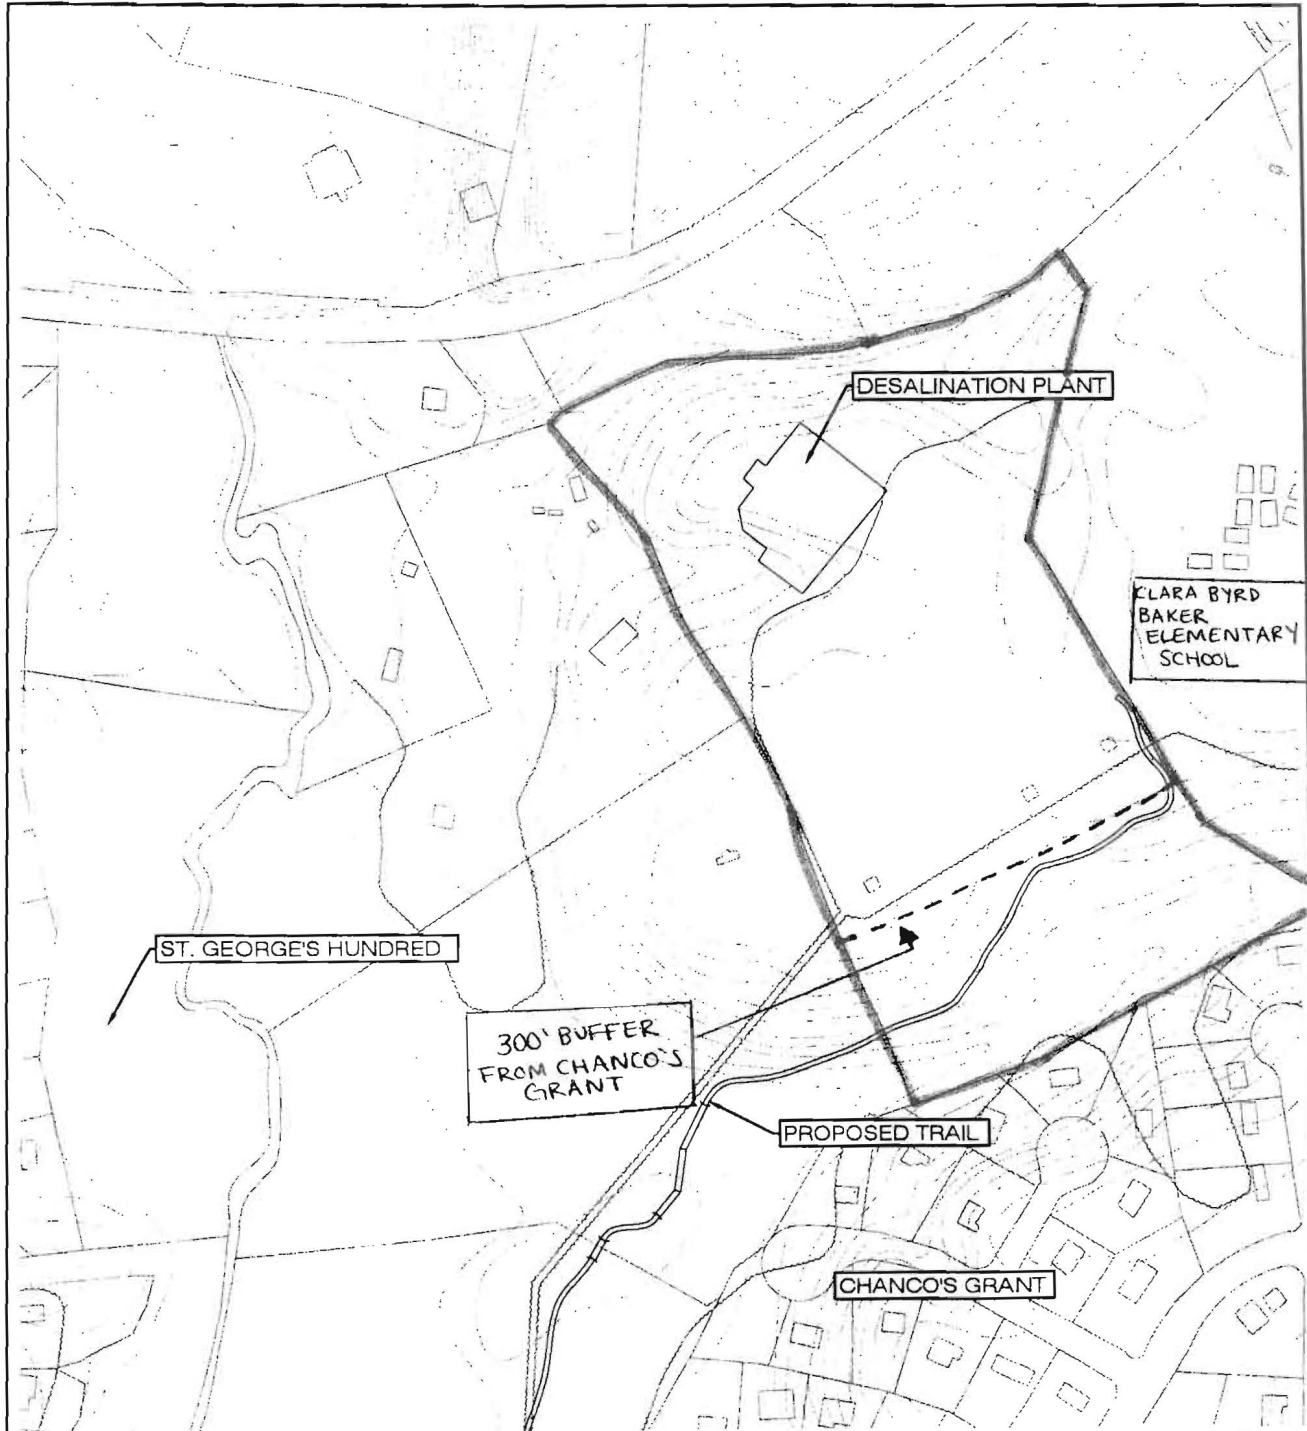 DESALINATION PLANT
CLARA BYRD
BAKER
ELEMENTARY
SCHOOL
ST. GEORGE'S HUNDRED
300' BUFFER
FROM CHANCO'S
GRANT
PROPOSED TRAIL
CHANCO'S GRANT